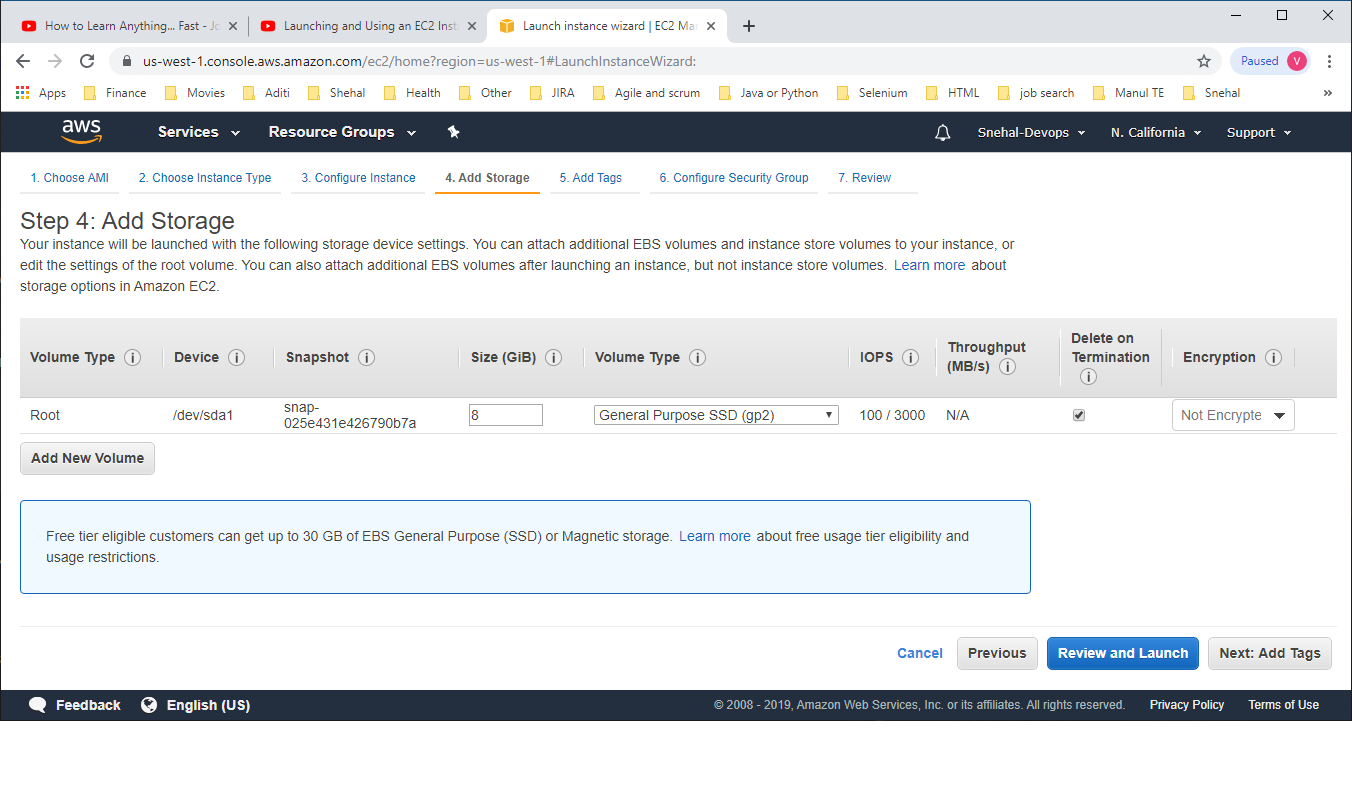 How to Learn Anything... Fast - Jo
Launching and Using an EC2 Inst
Launch instance wizard | EC2 Man
us-west-1.console.aws.amazon.com/ec2/home?region=us-west-1#LaunchInstanceWizard:
Paused V
Apps Finance Movies Aditi Shehal Health Other JIRA Agile and scrum Java or Python Selenium HTML job search Manul TE Snehal »
aws Services Resource Groups Snehal-Devops N. California Support
1. Choose AMI 2. Choose Instance Type 3. Configure Instance 4. Add Storage 5. Add Tags 6. Configure Security Group 7. Review
Step 4: Add Storage
Your instance will be launched with the following storage device settings. You can attach additional EBS volumes and instance store volumes to your instance, or
edit the settings of the root volume. You can also attach additional EBS volumes after launching an instance, but not instance store volumes. Learn more about
storage options in Amazon EC2.
Volume Type i Device i Snapshot i Size (GiB) i Volume Type i IOPS i Throughput (MB/s) i Delete on Termination i Encryption i
Root /dev/sda1 snap-025e431e426790b7a 8 General Purpose SSD (gp2) 100 / 3000 N/A Not Encrypte
Add New Volume
Free tier eligible customers can get up to 30 GB of EBS General Purpose (SSD) or Magnetic storage. Learn more about free usage tier eligibility and
usage restrictions.
Cancel Previous Review and Launch Next: Add Tags
Feedback English (US) © 2008 - 2019, Amazon Web Services, Inc. or its affiliates. All rights reserved. Privacy Policy Terms of Use